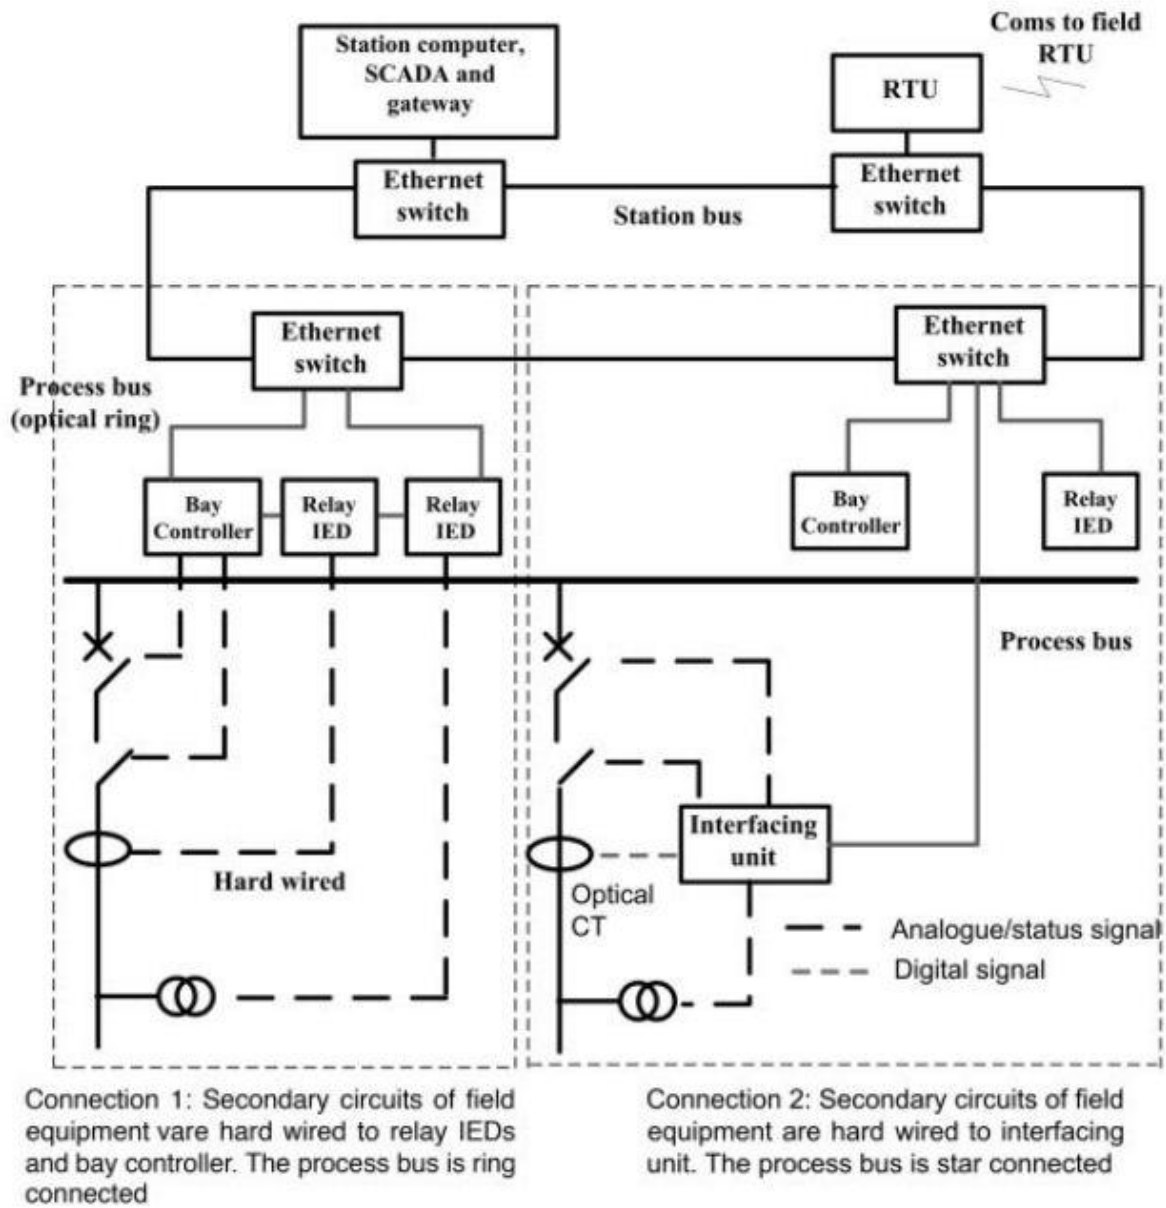 Coms to field
RTU
Station computer,
SCADA and
gateway
RTU
Ethernet
switch
Ethernet
switch
Station bus
Ethernet
switch
Ethernet
switch
Process bus
(optical ring)
Bay
Controller
Relay
IED
Relay
IED
Bay
Controller
Relay
IED
Process bus
Interfacing
unit
Hard wired
Optical
CT
Analogue/status signal
Digital signal
Connection 1: Secondary circuits of field
equipment vare hard wired to relay IEDs
and bay controller. The process bus is ring
connected
Connection 2: Secondary circuits of field
equipment are hard wired to interfacing
unit. The process bus is star connected